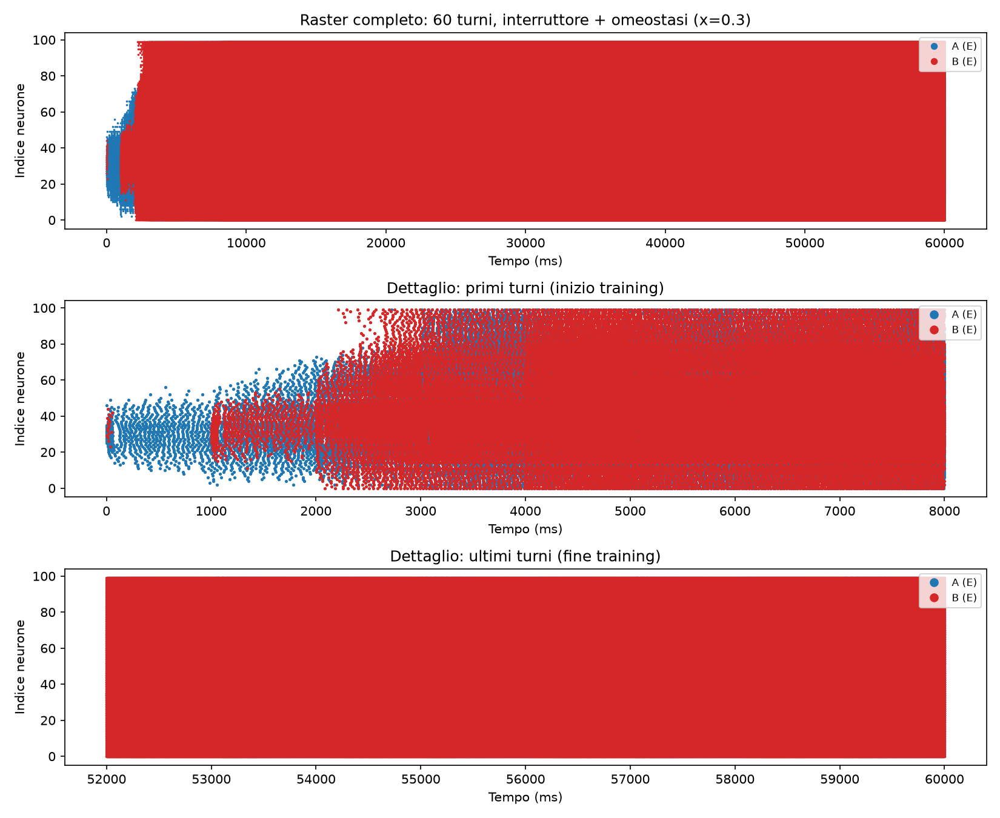 Raster completo: 60 turni, interruttore + omeostasi (x=0.3)
100
80
60
40
20
0
Indice neurone
A (E)
B (E)
0 10000 20000 30000 40000 50000 60000
Tempo (ms)
Dettaglio: primi turni (inizio training)
100
80
60
40
20
0
Indice neurone
A (E)
B (E)
0 1000 2000 3000 4000 5000 6000 7000 8000
Tempo (ms)
Dettaglio: ultimi turni (fine training)
100
80
60
40
20
0
Indice neurone
A (E)
B (E)
52000 53000 54000 55000 56000 57000 58000 59000 60000
Tempo (ms)